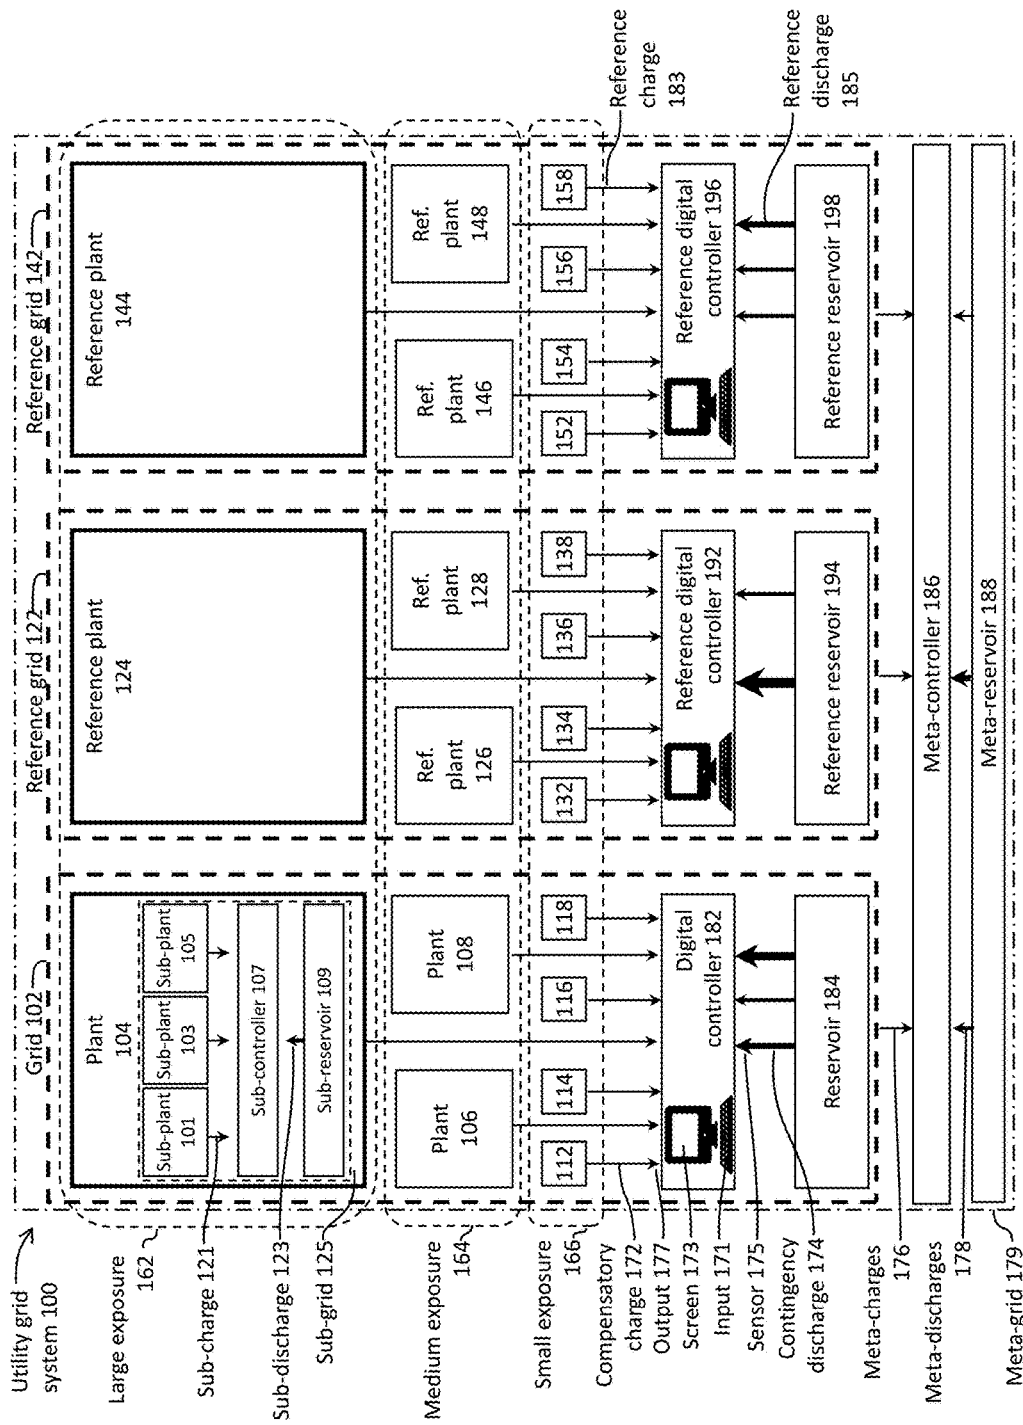 Utility grid
system 100
Large exposure
162
Sub-charge 121
Sub-discharge 123
Sub-grid 125
Medium exposure
164
Small exposure
166
Compensatory
charge 172
Output 177
Screen 173
Input 171
Sensor 175
Contingency
discharge 174
Meta-charges
176
Meta-discharges
178
Meta-grid 179
Grid 102
Plant
104
Sub-plant
101
Sub-plant
103
Sub-plant
105
Sub-controller 107
Sub-reservoir 109
Plant
106
Plant
108
112
114
116
118
Digital
controller 182
Reservoir 184
Reference grid 122
Reference plant
124
Ref.
plant
126
Ref.
plant
128
132
134
136
138
Reference digital
controller 192
Reference reservoir 194
Reference grid 142
Reference plant
144
Ref.
plant
146
Ref.
plant
148
152
154
156
158
Reference digital
controller 196
Reference reservoir 198
Reference
charge
183
Reference
discharge
185
Meta-controller 186
Meta-reservoir 188